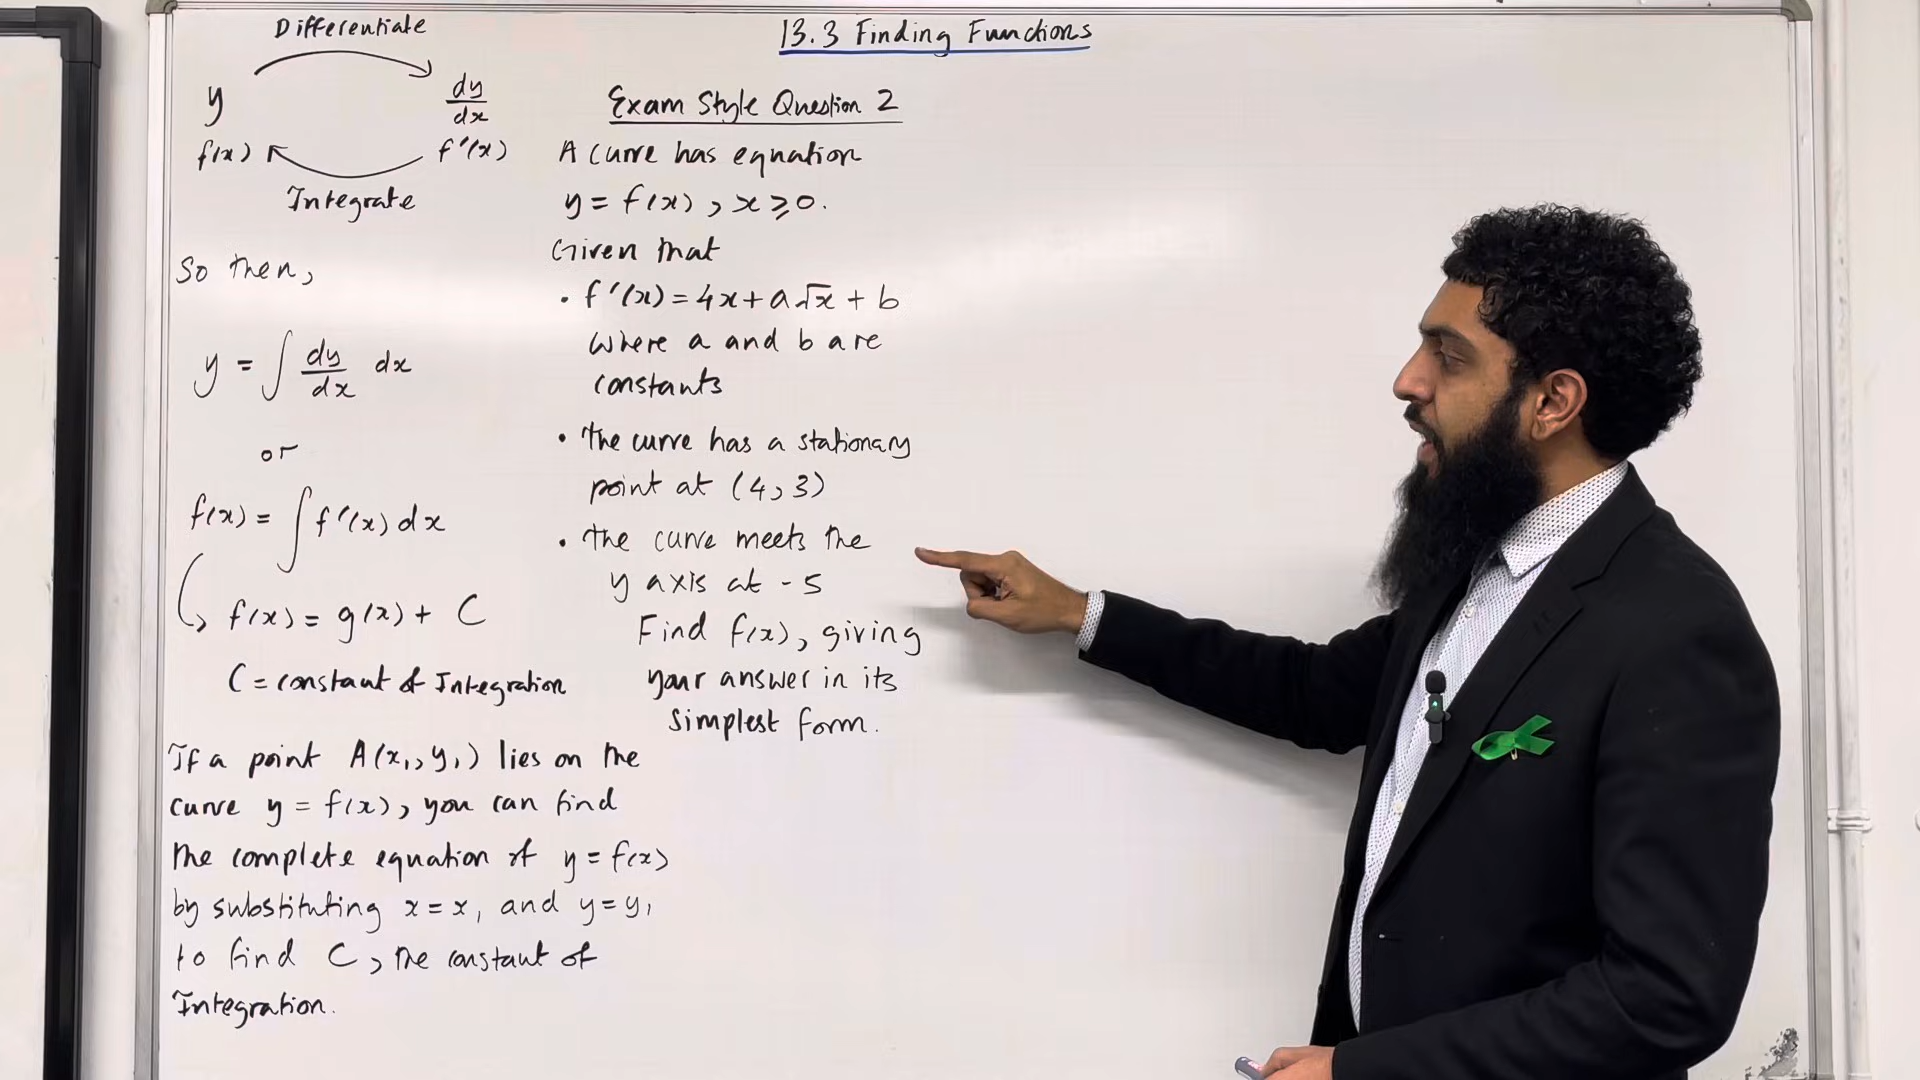 13.3 Finding Functions
Differentiate
y
dy/dx
f(x)
f'(x)
Integrate
So then,
y = ∫ dy/dx dx
or
f(x) = ∫ f'(x) dx
f(x) = g(x) + C
C = constant of Integration
If a point A(x₁, y₁) lies on the
curve y = f(x), you can find
the complete equation of y = f(x)
by substituting x = x₁ and y = y₁
to find C, the constant of
Integration.
Exam Style Question 2
A curve has equation
y = f(x), x ≥ 0.
Given that
• f'(x) = 4x + a√x + b
where a and b are
constants
• the curve has a stationary
point at (4, 3)
• the curve meets the
y axis at -5
Find f(x), giving
your answer in its
simplest form.